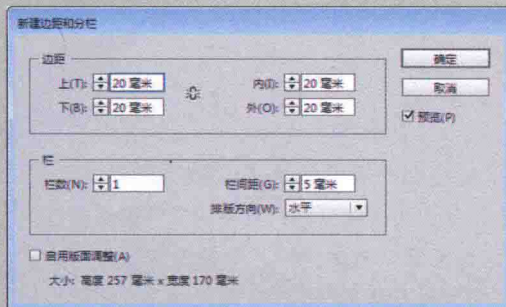 新建边距和分栏
边距
上(T): 20 毫米
内(I): 20 毫米
下(B): 20 毫米
外(O): 20 毫米
确定
取消
预览(P)
栏
栏数(N): 1
栏间距(G): 5 毫米
排版方向(W): 水平
启用版面调整(A)
大小: 高度 257 毫米 x 宽度 170 毫米